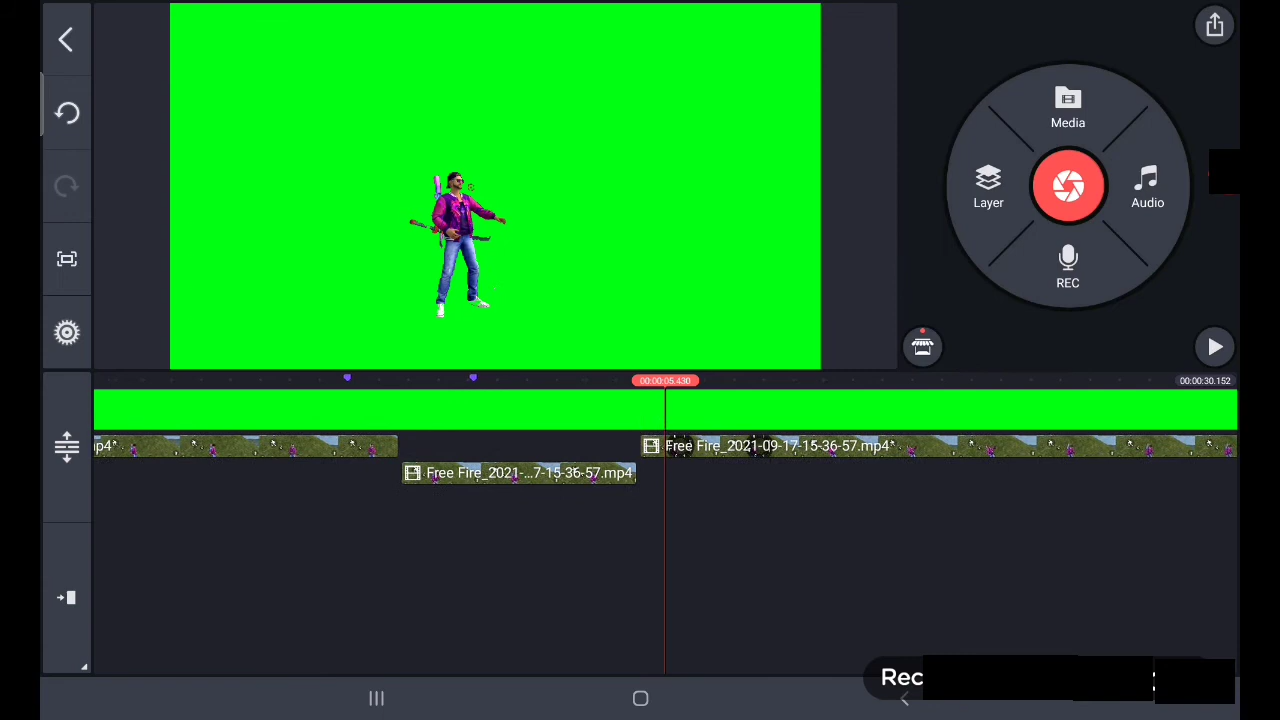 Media
Layer
Audio
REC
00:00:05.430
00:00:30.152
p4
Free Fire_2021-09-17-15-36-57.mp4
Free Fire_2021-...7-15-36-57.mp4
Rec